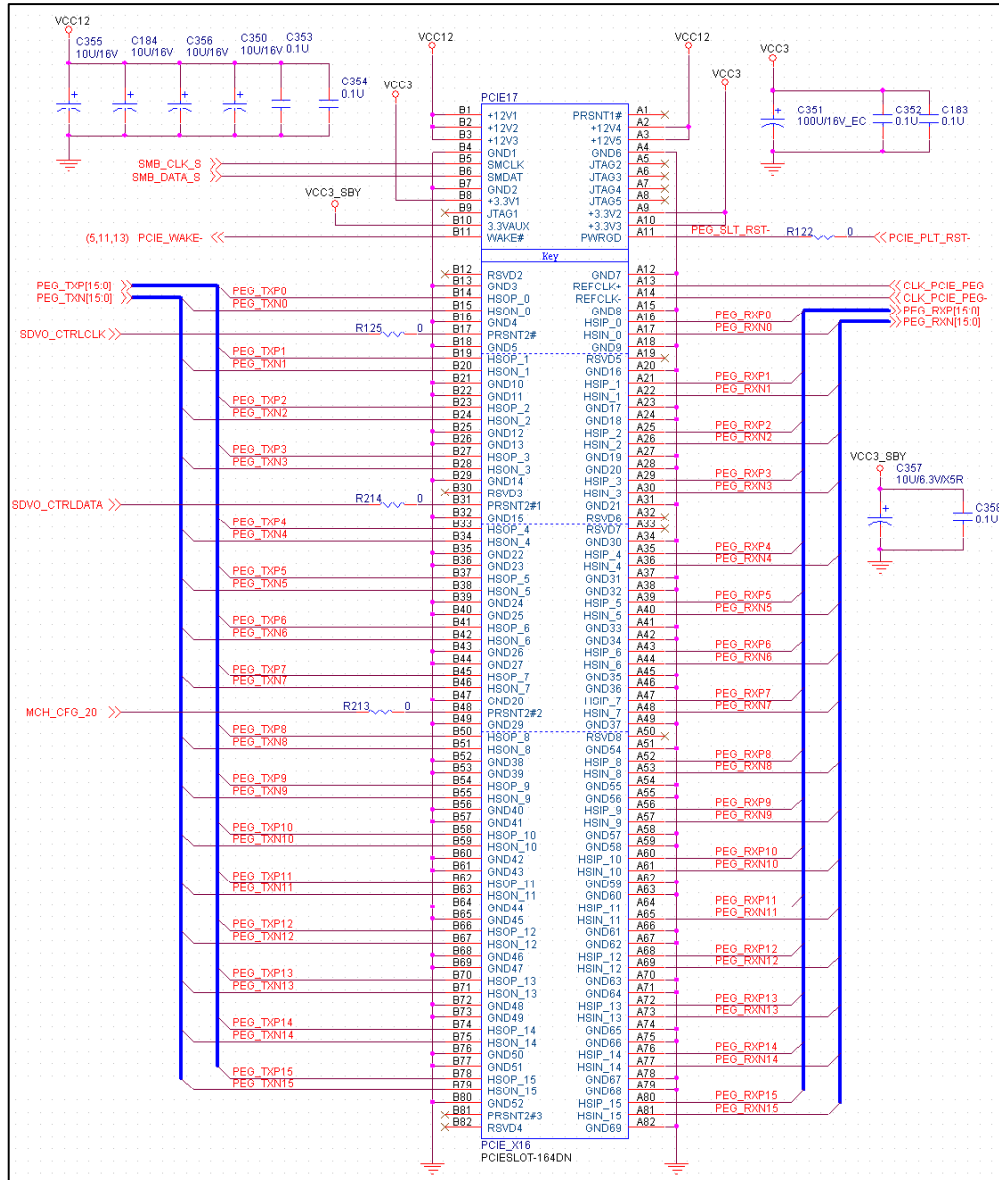 VCC12
C355
10U/16V
C184
10U/16V
C356
10U/16V
C350
10U/16V
C353
0.1U
C354
0.1U
VCC3
VCC12
VCC12
VCC3
VCC3
C351
100U/16V_EC
C352
0.1U
C183
0.1U
PCIE17
B1 +12V1 PRSNT1# A1
B2 +12V2 +12V4 A2
B3 +12V3 +12V5 A3
B4 GND1 GND6 A4
SMB_CLK_S B5 SMCLK JTAG2 A5
SMB_DATA_S B6 SMDAT JTAG3 A6
B7 GND2 JTAG4 A7
B8 +3.3V1 JTAG5 A8
VCC3_SBY
B9 JTAG1 +3.3V2 A9
B10 3.3VAUX +3.3V3 A10
(5,11,13) PCIE_WAKE- B11 WAKE# PWRGD A11 PEG_SLT_RST- R122 0 PCIE_PLT_RST-
Key
B12 RSVD2 GND7 A12
PEG_TXP[15:0] B13 GND3 REFCLK+ A13 CLK_PCIE_PEG
PEG_TXN[15:0] PEG_TXP0 B14 HSOP_0 REFCLK- A14 CLK_PCIE_PEG-
PEG_TXN0 B15 HSON_0 GND8 A15 PEG_RXP[15:0]
B16 GND4 HSIP_0 A16 PEG_RXP0 PEG_RXN[15:0]
SDVO_CTRLCLK R125 0 B17 PRSNT2# HSIN_0 A17 PEG_RXN0
B18 GND5 GND9 A18
PEG_TXP1 B19 HSOP_1 RSVD5 A19
PEG_TXN1 B20 HSON_1 GND16 A20
B21 GND10 HSIP_1 A21 PEG_RXP1
B22 GND11 HSIN_1 A22 PEG_RXN1
PEG_TXP2 B23 HSOP_2 GND17 A23
PEG_TXN2 B24 HSON_2 GND18 A24
B25 GND12 HSIP_2 A25 PEG_RXP2
B26 GND13 HSIN_2 A26 PEG_RXN2
PEG_TXP3 B27 HSOP_3 GND19 A27
PEG_TXN3 B28 HSON_3 GND20 A28
B29 GND14 HSIP_3 A29 PEG_RXP3
B30 RSVD3 HSIN_3 A30 PEG_RXN3
SDVO_CTRLDATA R214 0 B31 PRSNT2#1 GND21 A31
B32 GND15 RSVD6 A32
PEG_TXP4 B33 HSOP_4 RSVD7 A33
PEG_TXN4 B34 HSON_4 GND30 A34
B35 GND22 HSIP_4 A35 PEG_RXP4
B36 GND23 HSIN_4 A36 PEG_RXN4
VCC3_SBY
C357
10U/6.3V/X5R
C358
0.1U
PEG_TXP5 B37 HSOP_5 GND31 A37
PEG_TXN5 B38 HSON_5 GND32 A38
B39 GND24 HSIP_5 A39 PEG_RXP5
B40 GND25 HSIN_5 A40 PEG_RXN5
PEG_TXP6 B41 HSOP_6 GND33 A41
PEG_TXN6 B42 HSON_6 GND34 A42
B43 GND26 HSIP_6 A43 PEG_RXP6
B44 GND27 HSIN_6 A44 PEG_RXN6
PEG_TXP7 B45 HSOP_7 GND35 A45
PEG_TXN7 B46 HSON_7 GND36 A46
B47 GND20 HSIP_7 A47 PEG_RXP7
MCH_CFG_20 R213 0 B48 PRSNT2#2 HSIN_7 A48 PEG_RXN7
B49 GND29 GND37 A49
PEG_TXP8 B50 HSOP_8 RSVD8 A50
PEG_TXN8 B51 HSON_8 GND54 A51
B52 GND38 HSIP_8 A52 PEG_RXP8
B53 GND39 HSIN_8 A53 PEG_RXN8
PEG_TXP9 B54 HSOP_9 GND55 A54
PEG_TXN9 B55 HSON_9 GND56 A55
B56 GND40 HSIP_9 A56 PEG_RXP9
B57 GND41 HSIN_9 A57 PEG_RXN9
PEG_TXP10 B58 HSOP_10 GND57 A58
PEG_TXN10 B59 HSON_10 GND58 A59
B60 GND42 HSIP_10 A60 PEG_RXP10
B61 GND43 HSIN_10 A61 PEG_RXN10
PEG_TXP11 B62 HSOP_11 GND59 A62
PEG_TXN11 B63 HSON_11 GND60 A63
B64 GND44 HSIP_11 A64 PEG_RXP11
B65 GND45 HSIN_11 A65 PEG_RXN11
PEG_TXP12 B66 HSOP_12 GND61 A66
PEG_TXN12 B67 HSON_12 GND62 A67
B68 GND46 HSIP_12 A68 PEG_RXP12
B69 GND47 HSIN_12 A69 PEG_RXN12
PEG_TXP13 B70 HSOP_13 GND63 A70
PEG_TXN13 B71 HSON_13 GND64 A71
B72 GND48 HSIP_13 A72 PEG_RXP13
B73 GND49 HSIN_13 A73 PEG_RXN13
PEG_TXP14 B74 HSOP_14 GND65 A74
PEG_TXN14 B75 HSON_14 GND66 A75
B76 GND50 HSIP_14 A76 PEG_RXP14
B77 GND51 HSIN_14 A77 PEG_RXN14
PEG_TXP15 B78 HSOP_15 GND67 A78
PEG_TXN15 B79 HSON_15 GND68 A79
B80 GND52 HSIP_15 A80 PEG_RXP15
B81 PRSNT2#3 HSIN_15 A81 PEG_RXN15
B82 RSVD4 GND69 A82
PCIE_X16
PCIESLOT-164DN